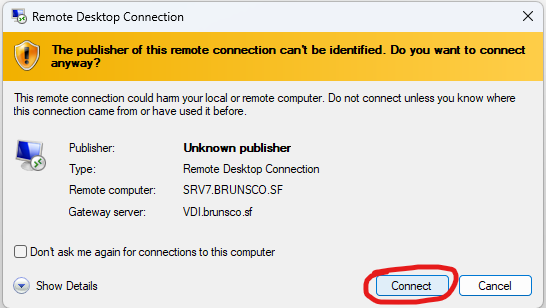 Remote Desktop Connection
The publisher of this remote connection can't be identified. Do you want to connect
anyway?
This remote connection could harm your local or remote computer. Do not connect unless you know where
this connection came from or have used it before.
Publisher: Unknown publisher
Type: Remote Desktop Connection
Remote computer: SRV7.BRUNSCO.SF
Gateway server: VDI.brunsco.sf
Don't ask me again for connections to this computer
Show Details Connect Cancel